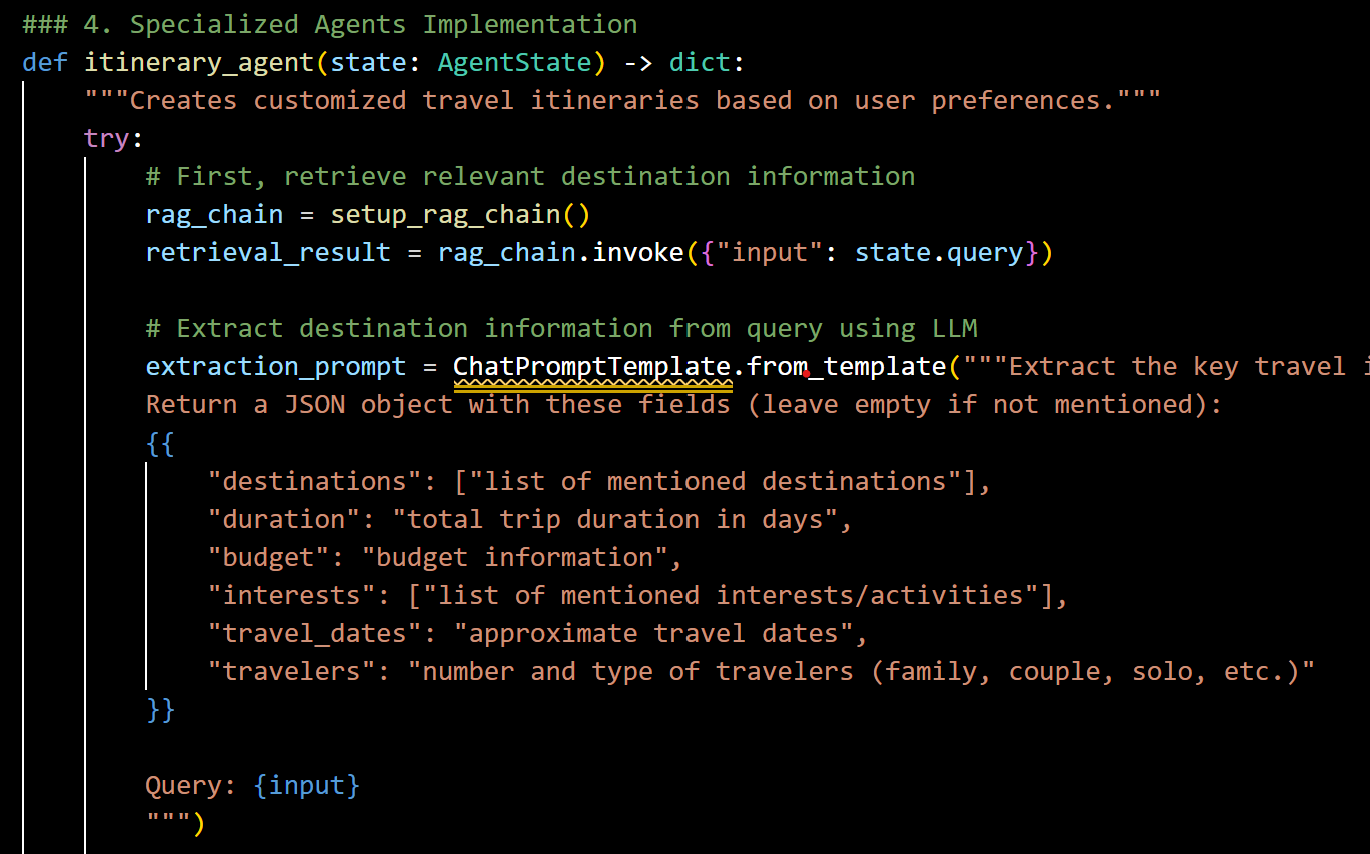 ### 4. Specialized Agents Implementation
def itinerary_agent(state: AgentState) -> dict:
    """Creates customized travel itineraries based on user preferences."""
    try:
        # First, retrieve relevant destination information
        rag_chain = setup_rag_chain()
        retrieval_result = rag_chain.invoke({"input": state.query})

        # Extract destination information from query using LLM
        extraction_prompt = ChatPromptTemplate.from_template("""Extract the key travel
        Return a JSON object with these fields (leave empty if not mentioned):
        {{
            "destinations": ["list of mentioned destinations"],
            "duration": "total trip duration in days",
            "budget": "budget information",
            "interests": ["list of mentioned interests/activities"],
            "travel_dates": "approximate travel dates",
            "travelers": "number and type of travelers (family, couple, solo, etc.)"
        }}

        Query: {input}
        """)